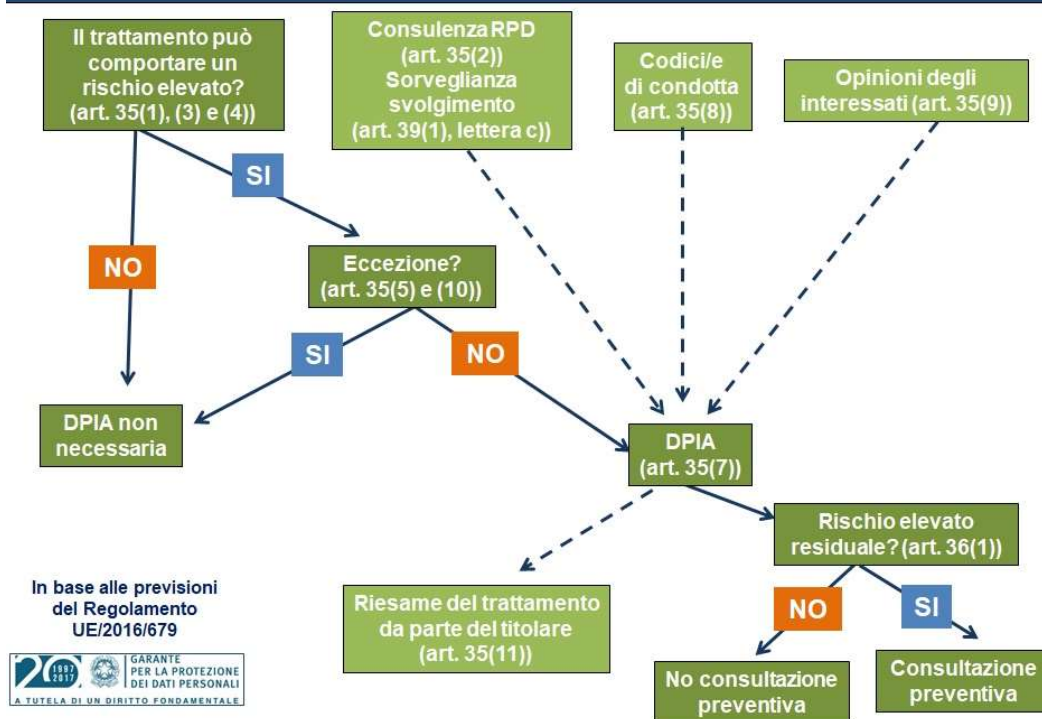 Il trattamento può
comportare un
rischio elevato?
(art. 35(1), (3) e (4))
Consulenza RPD
(art. 35(2))
Sorveglianza
svolgimento
(art. 39(1), lettera c))
Codici/e
di condotta
(art. 35(8))
Opinioni degli
interessati (art. 35(9))
SI
NO
Eccezione?
(art. 35(5) e (10))
SI
NO
DPIA non
necessaria
DPIA
(art. 35(7))
Rischio elevato
residuale? (art. 36(1))
In base alle previsioni
del Regolamento
UE/2016/679
Riesame del trattamento
da parte del titolare
(art. 35(11))
NO
SI
No consultazione
preventiva
Consultazione
preventiva
20 1997
2017
GARANTE
PER LA PROTEZIONE
DEI DATI PERSONALI
A TUTELA DI UN DIRITTO FONDAMENTALE